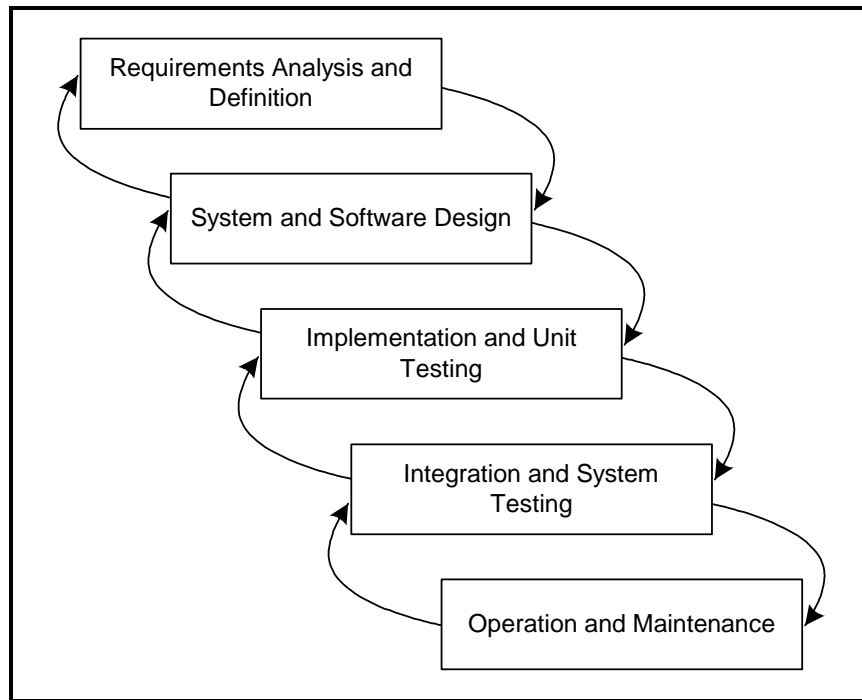 Requirements Analysis and
Definition
System and Software Design
Implementation and Unit
Testing
Integration and System
Testing
Operation and Maintenance